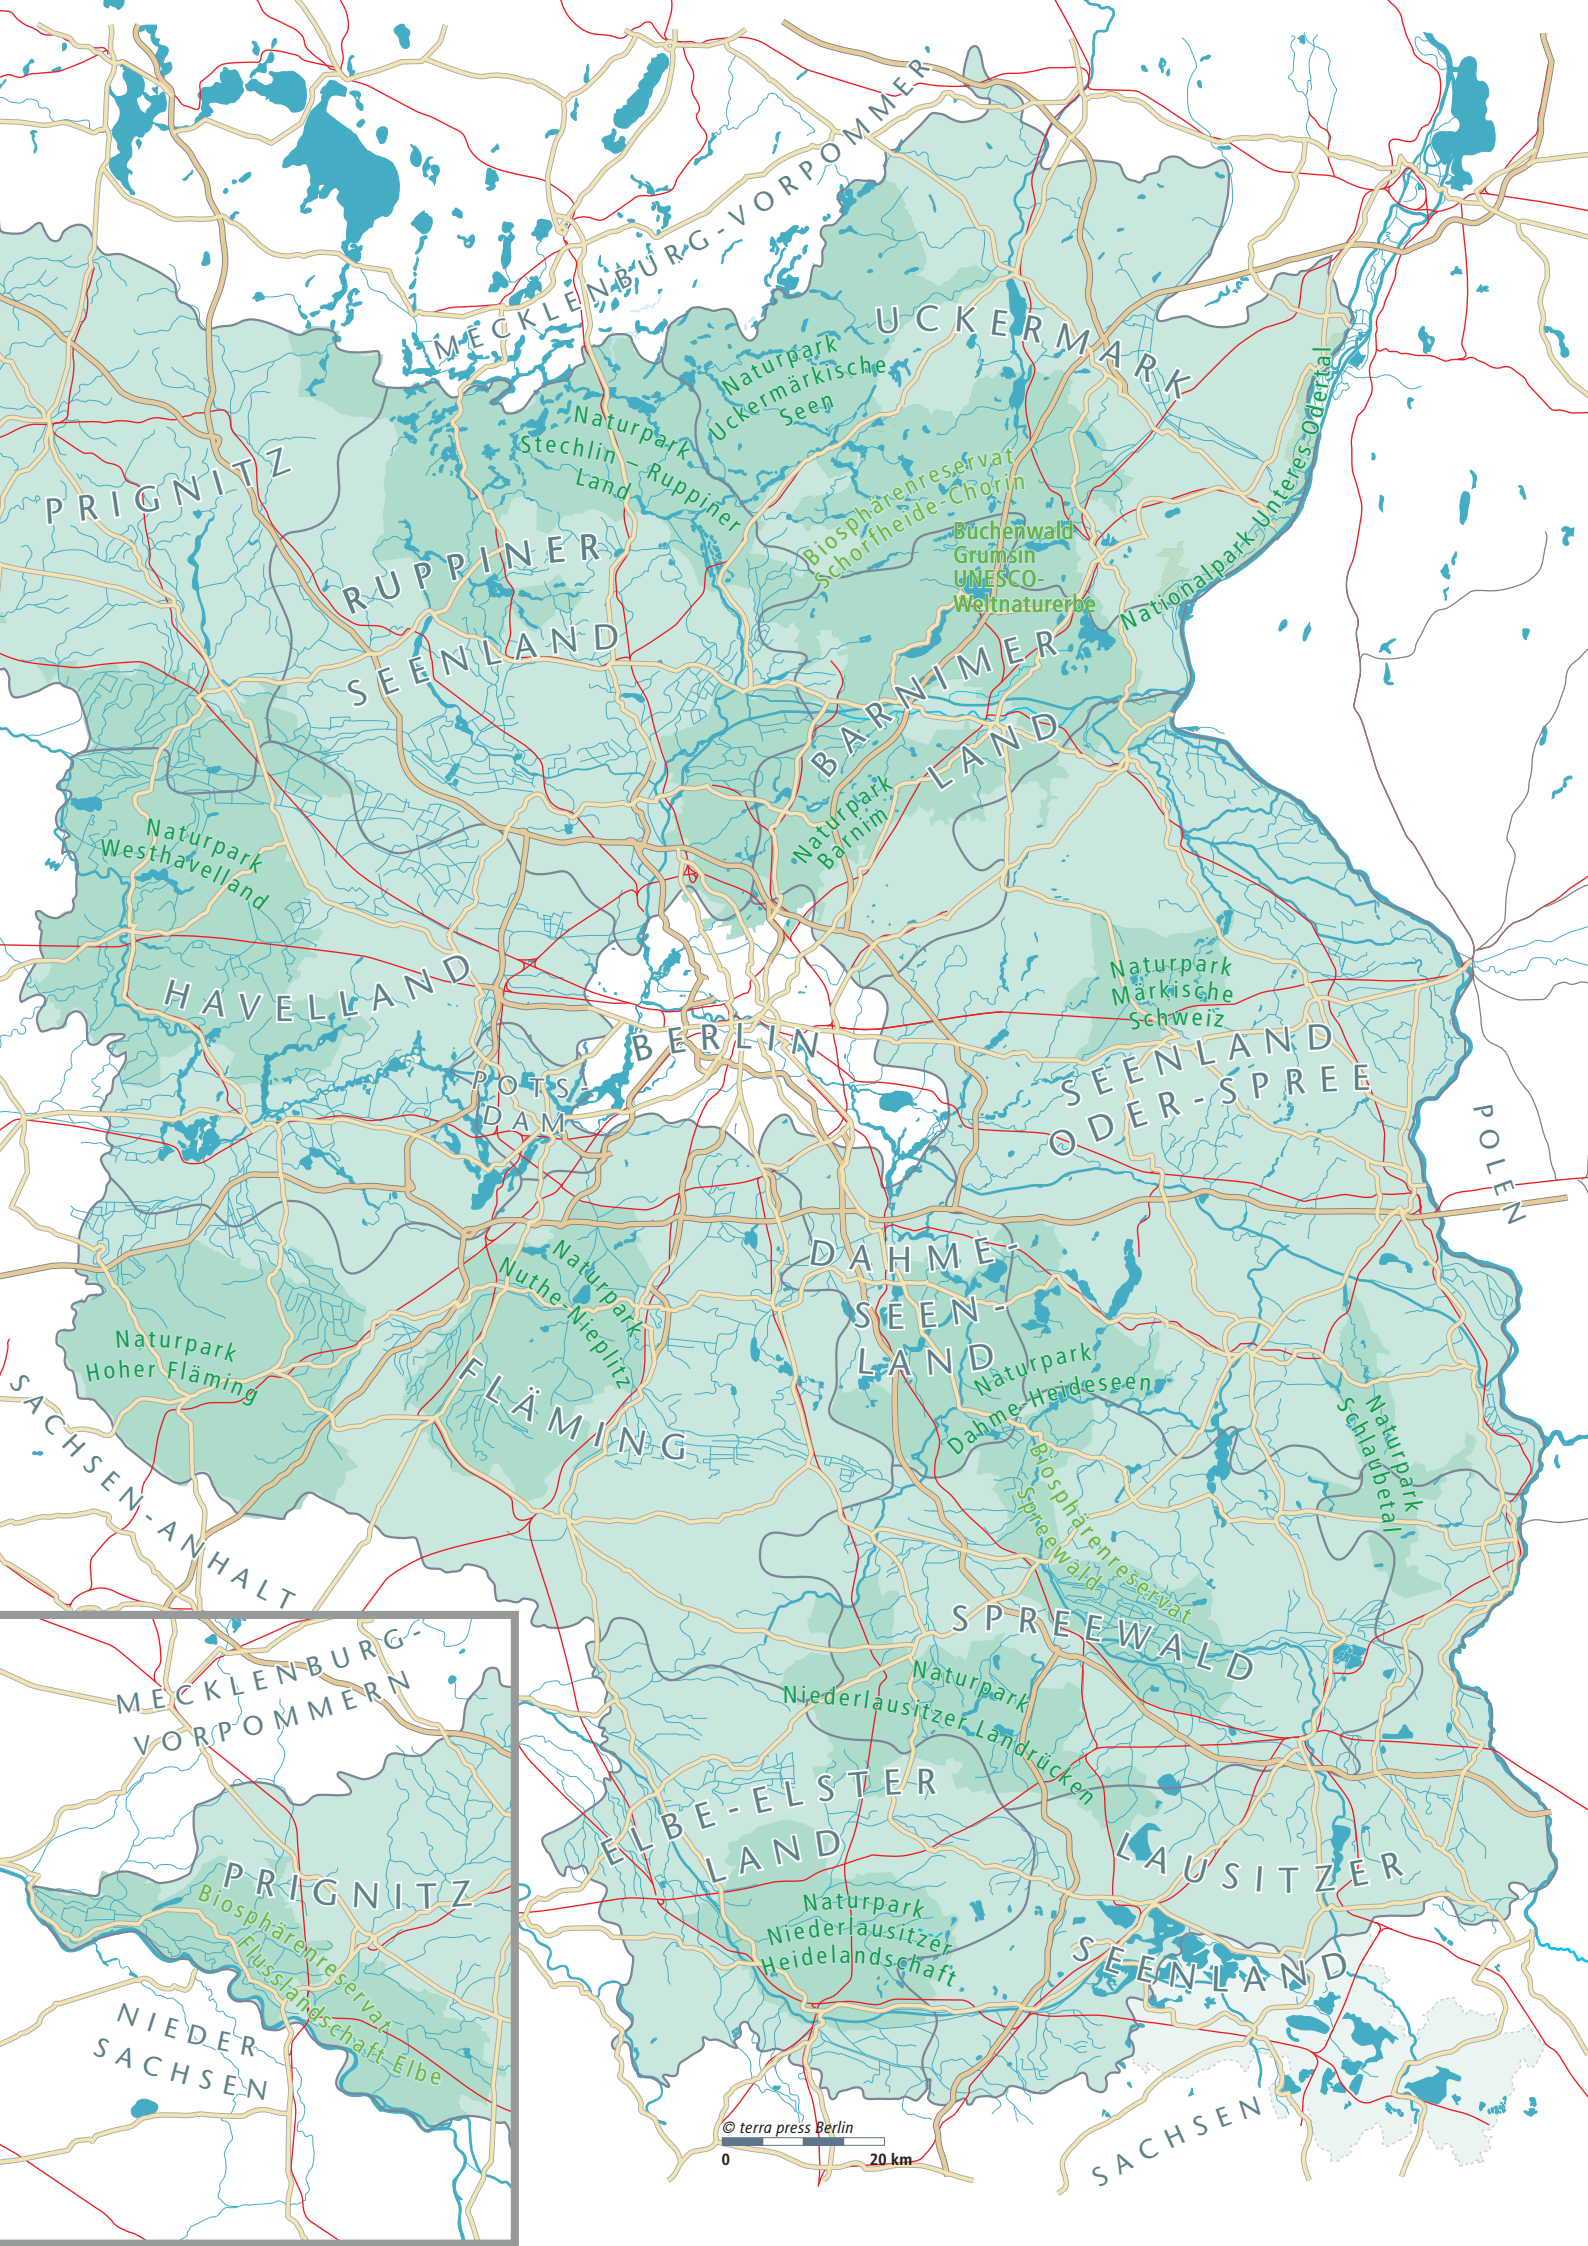 MECKLENBURG-VORPOMMER
UCKERMARK
Naturpark
Uckermärkische
Seen
Naturpark
Stechlin – Ruppiner
Land
PRIGNITZ
Biosphärenreservat
Schorfheide-Chorin
Nationalpark Unteres Odertal
Buchenwald
Grumsin
UNESCO-
Weltnaturerbe
RUPPINER
SEENLAND
BARNIMER
LAND
Naturpark
Barnim
Naturpark
Westhavelland
HAVELLAND
Naturpark
Märkische
Schweiz
BERLIN
SEENLAND
ODER-SPREE
POTS-
DAM
POLEN
DAHME-
SEEN-
LAND
Naturpark
Nuthe-Nieplitz
Naturpark
Hoher Fläming
FLÄMING
Naturpark
Dahme-Heideseen
Naturpark
Schlaubetal
SACHSEN-ANHALT
Biosphärenreservat
Spreewald
SPREEWALD
Naturpark
Niederlausitzer Landrücken
ELBE-ELSTER
LAND
LAUSITZER
SEENLAND
Naturpark
Niederlausitzer
Heidelandschaft
SACHSEN
MECKLENBURG-
VORPOMMERN
PRIGNITZ
Biosphärenreservat
Flusslandschaft Elbe
NIEDER
SACHSEN
© terra press Berlin
0 20 km